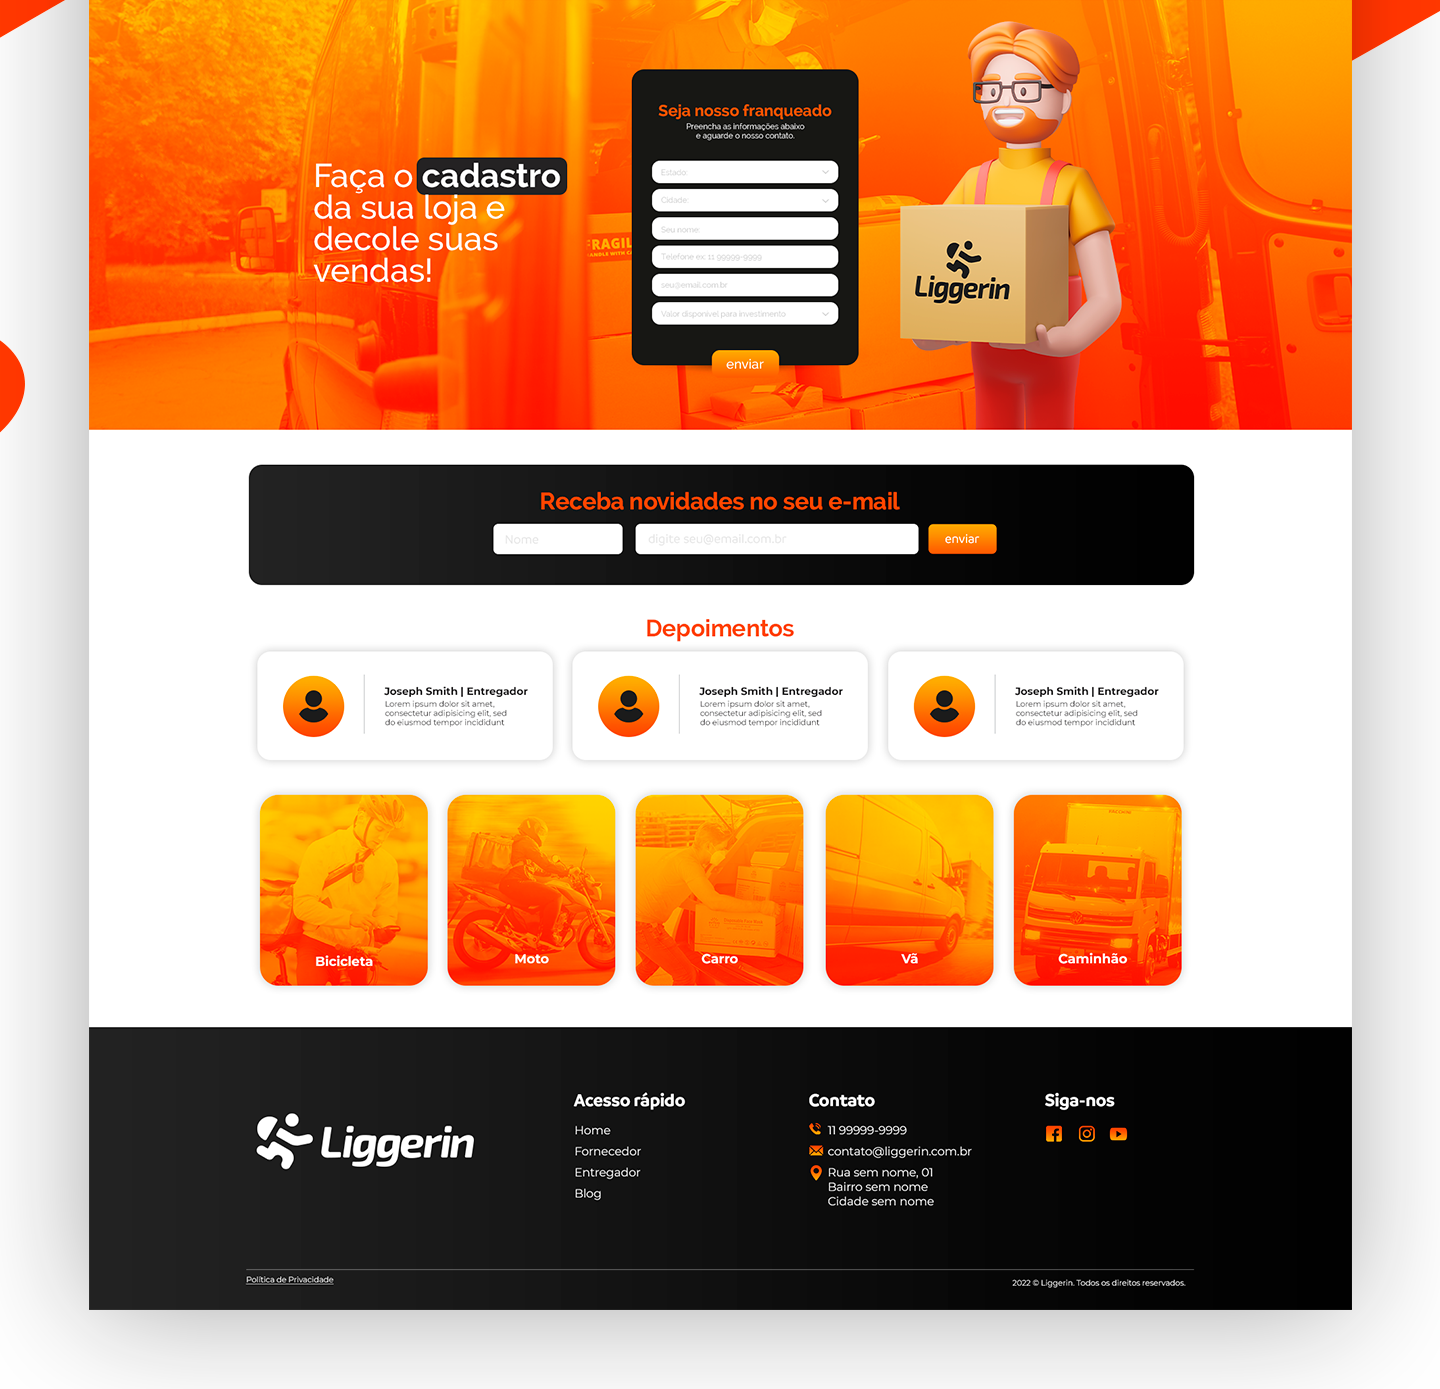 Faça o cadastro
da sua loja e
decole suas
vendas!
Seja nosso franqueado
Preencha as informações abaixo
e aguarde o nosso contato.
Estado:
Cidade:
Seu nome:
Telefone ex: 11 99999-9999
seu@email.com.br
Valor disponível para investimento
enviar
FRAGIL
Liggerin
Receba novidades no seu e-mail
Nome
digite seu@email.com.br
enviar
Depoimentos
Joseph Smith | Entregador
Lorem ipsum dolor sit amet,
consectetur adipisicing elit, sed
do eiusmod tempor incididunt
Joseph Smith | Entregador
Lorem ipsum dolor sit amet,
consectetur adipisicing elit, sed
do eiusmod tempor incididunt
Joseph Smith | Entregador
Lorem ipsum dolor sit amet,
consectetur adipisicing elit, sed
do eiusmod tempor incididunt
Bicicleta
Moto
Carro
Vã
Caminhão
Liggerin
Acesso rápido
Home
Fornecedor
Entregador
Blog
Contato
11 99999-9999
contato@liggerin.com.br
Rua sem nome, 01
Bairro sem nome
Cidade sem nome
Siga-nos
Política de Privacidade
2022 © Liggerin. Todos os direitos reservados.